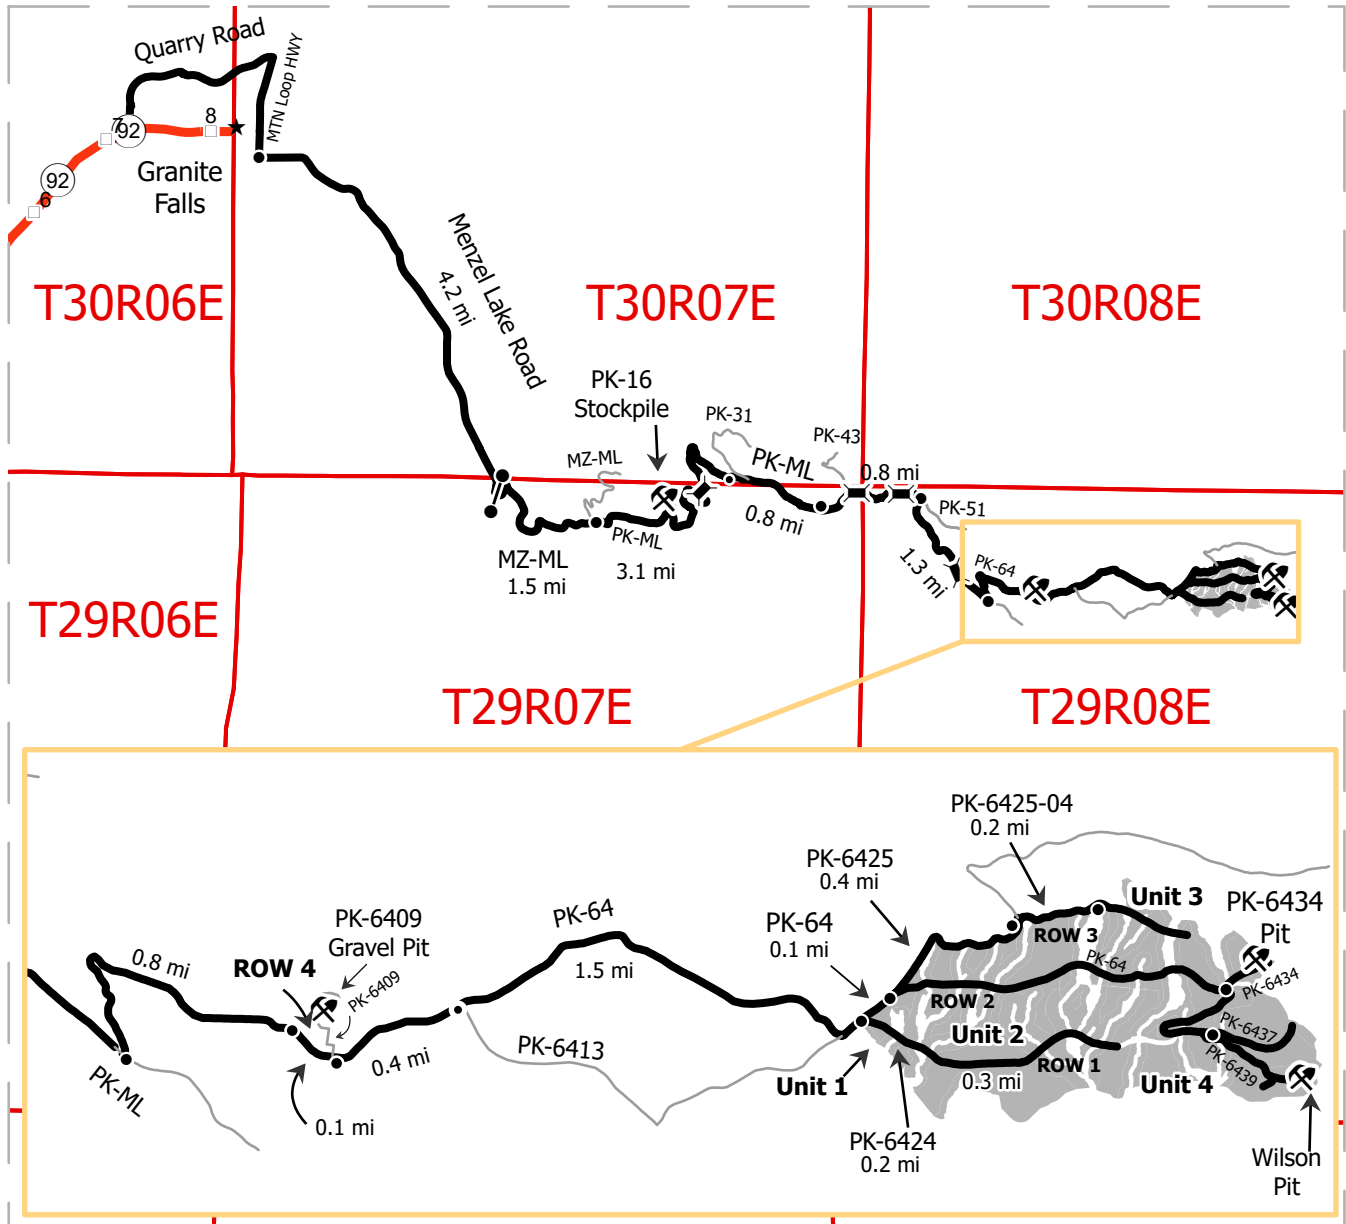 Quarry Road
MTN Loop HWY
7
92
8
92
6
Granite
Falls
Menzel Lake Road
4.2 mi
T30R06E
T30R07E
T30R08E
PK-16
Stockpile
PK-31
PK-43
MZ-ML
PK-ML
0.8 mi
0.8 mi
PK-51
PK-ML
3.1 mi
MZ-ML
1.5 mi
1.3 mi
PK-64
T29R06E
T29R07E
T29R08E
PK-6425-04
0.2 mi
PK-6425
0.4 mi
Unit 3
PK-6434
Pit
PK-6409
Gravel Pit
PK-64
PK-64
0.1 mi
ROW 3
0.8 mi
ROW 4
1.5 mi
PK-64
PK-6409
PK-6434
ROW 2
Unit 2
PK-6437
PK-6413
0.4 mi
PK-6439
ROW 1
0.3 mi
Unit 1
Unit 4
PK-ML
0.1 mi
PK-6424
0.2 mi
Wilson
Pit